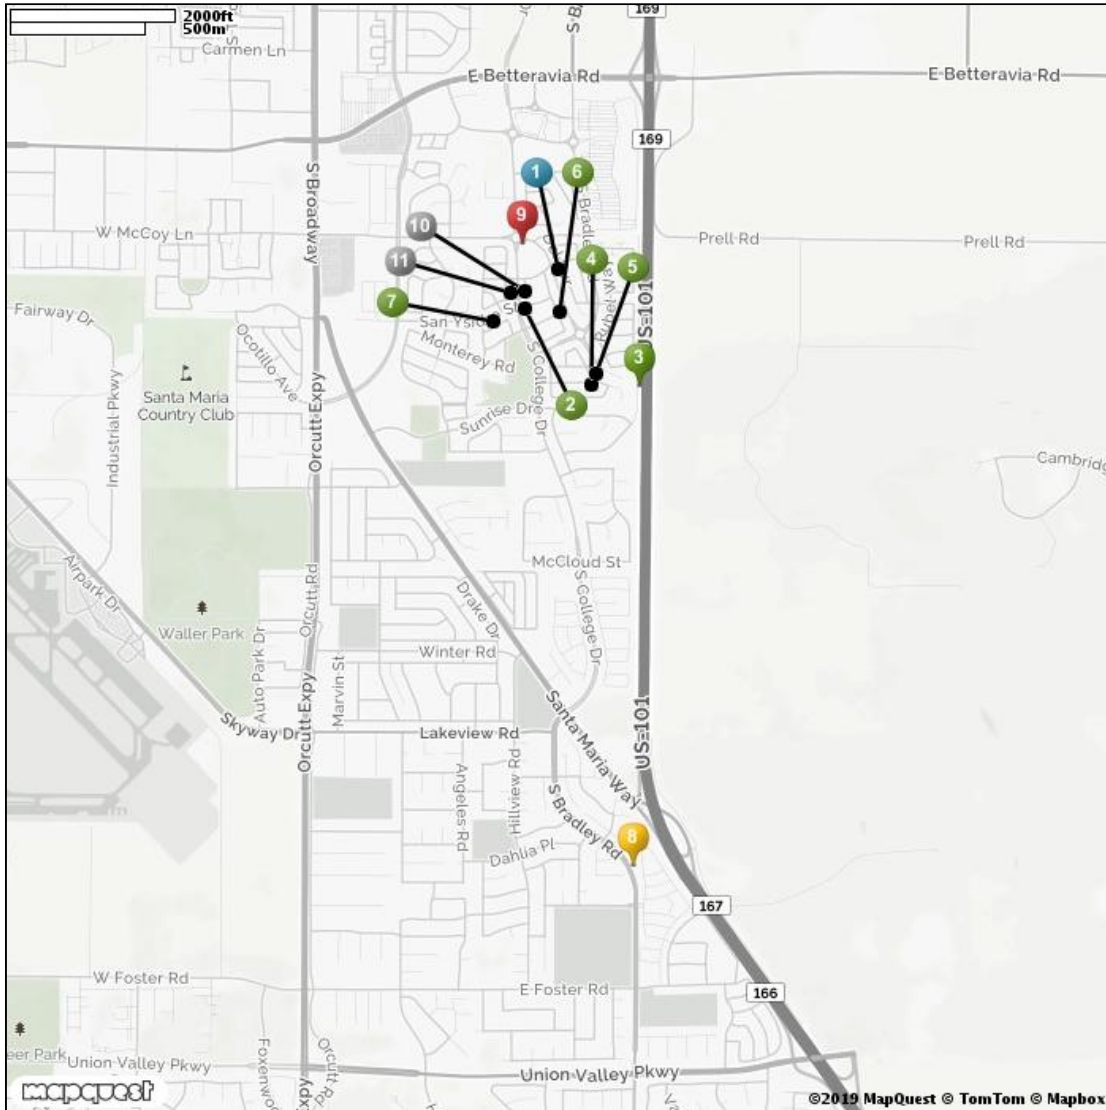 169
2000ft
500m
Carmen Ln
E Betteravia Rd
E Betteravia Rd
169
S Broadway
1
6
9
10
W McCoy Ln
Prell Rd
Prell Rd
11
4
5
7
US-101
Fairway Dr
Monterey Rd
3
Ocotillo Ave
S College Dr
Santa Maria
Country Club
2
Sunrise Dr
Industrial Pkwy
Orcutt Expy
McCloud St
S College Dr
Airpark Dr
Drake Dr
Orcutt Rd
Waller Park
Winter Rd
Auto Park Dr
Marvin St
Skyway Dr
Orcutt Expy
Lakeview Rd
Santa Maria Way
US-101
Angeles Rd
Hillview Rd
S Bradley Rd
Dahlia Pl
8
167
W Foster Rd
E Foster Rd
166
Union Valley Pkwy
Union Valley Pkwy
Orcutt Rd
mapquest
©2019 MapQuest © TomTom © Mapbox